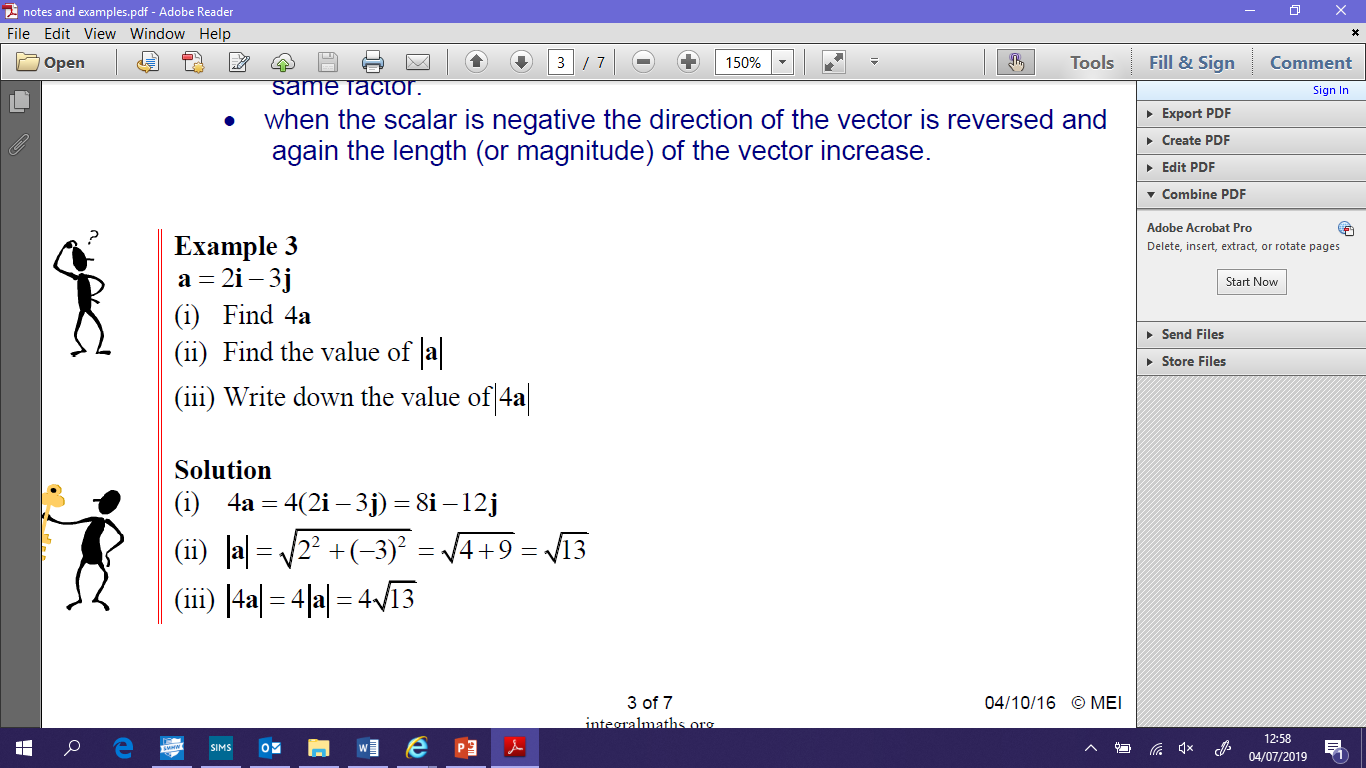 notes and examples.pdf - Adobe Reader
File Edit View Window Help
Open 3 / 7 150% Tools Fill & Sign Comment
Sign In
same factor.
• when the scalar is negative the direction of the vector is reversed and
again the length (or magnitude) of the vector increase.
Export PDF
Create PDF
Edit PDF
Combine PDF
Adobe Acrobat Pro
Delete, insert, extract, or rotate pages
Start Now
Send Files
Store Files
?
Example 3
a = 2i − 3j
(i) Find 4a
(ii) Find the value of |a|
(iii) Write down the value of |4a|
Solution
(i) 4a = 4(2i − 3j) = 8i − 12j
(ii) |a| = √(2² + (−3)²) = √(4 + 9) = √13
(iii) |4a| = 4|a| = 4√13
3 of 7 04/10/16 © MEI
integralmaths.org
SIMS
12:58
04/07/2019
1